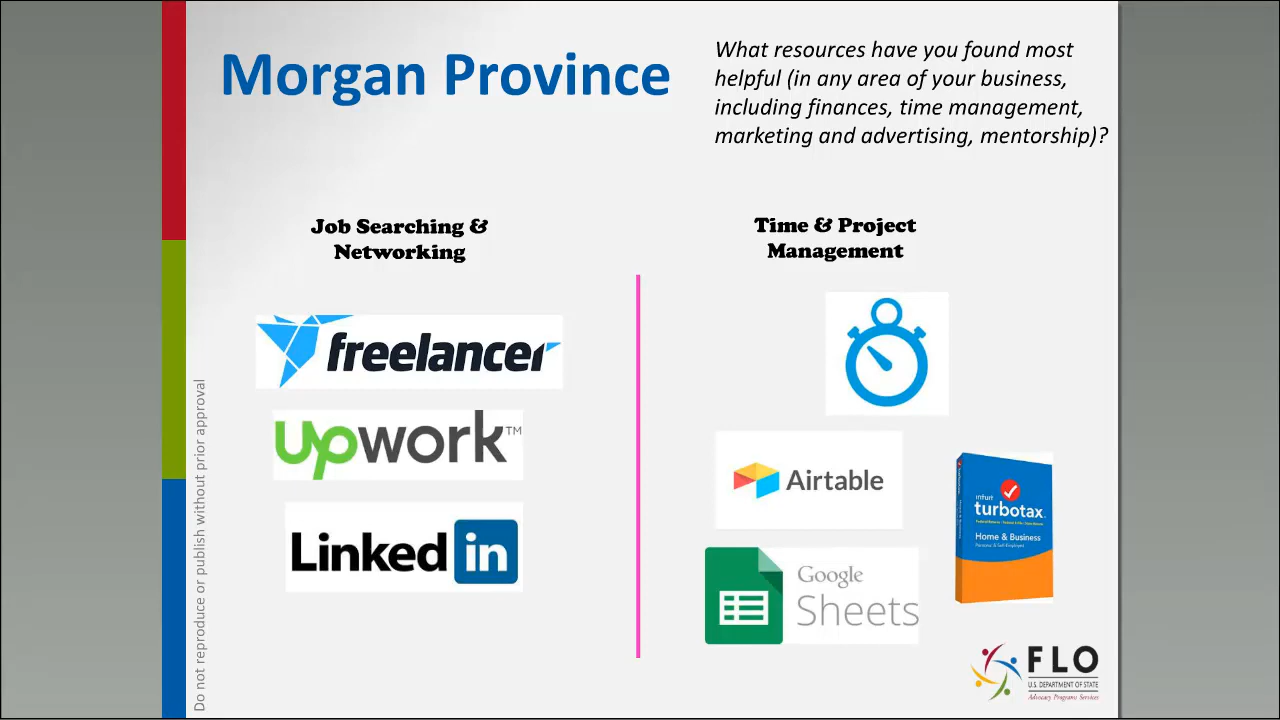 Morgan Province
What resources have you found most
helpful (in any area of your business,
including finances, time management,
marketing and advertising, mentorship)?
Job Searching &
Networking
freelancer
upwork™
Linked in
Time & Project
Management
Airtable
intuit
turbotax
Home & Business
Google
Sheets
FLO
U.S. DEPARTMENT OF STATE
Advocacy Programs Services
Do not reproduce or publish without prior approval